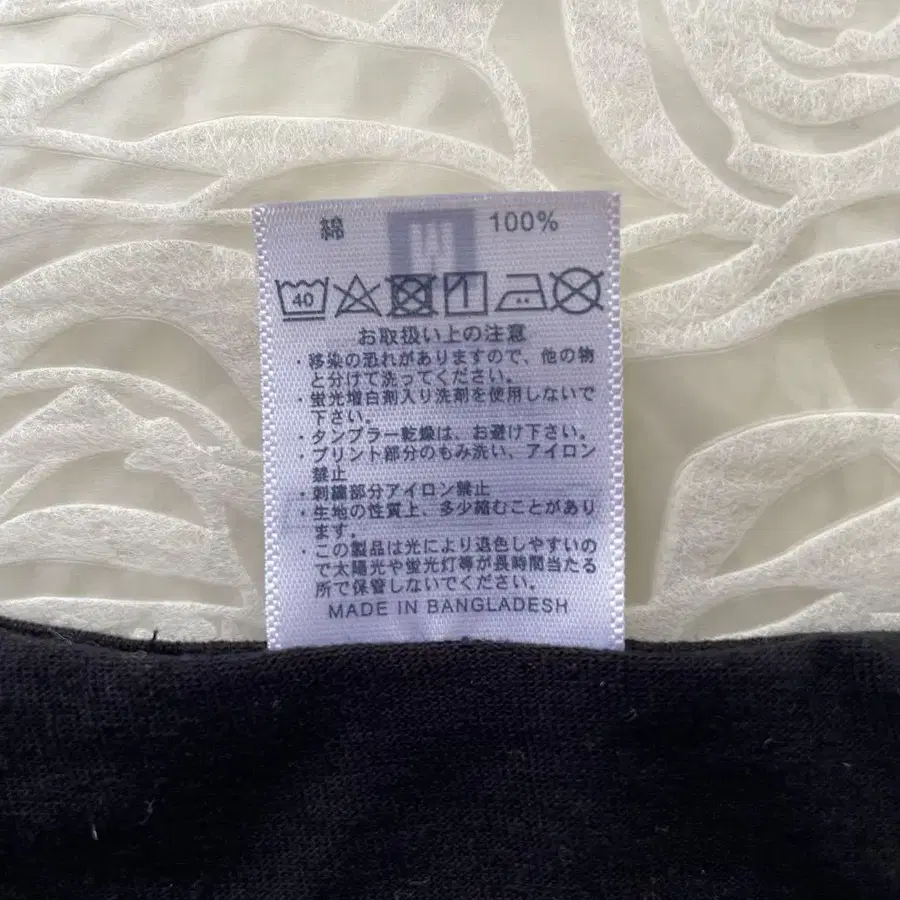 綿 100%
40
お取扱い上の注意
・移染の恐れがありますので、他の物
と分けて洗ってください。
・蛍光増白剤入り洗剤を使用しないで
下さい。
・タンブラー乾燥は、お避け下さい。
プリント部分のもみ洗い、アイロン
禁止
・刺繍部分アイロン禁止
・生地の性質上、多少縮むことがあり
ます。
・この製品は光により退色しやすいの
で太陽光や蛍光灯等が長時間当たる
所で保管しないでください。
MADE IN BANGLADESH